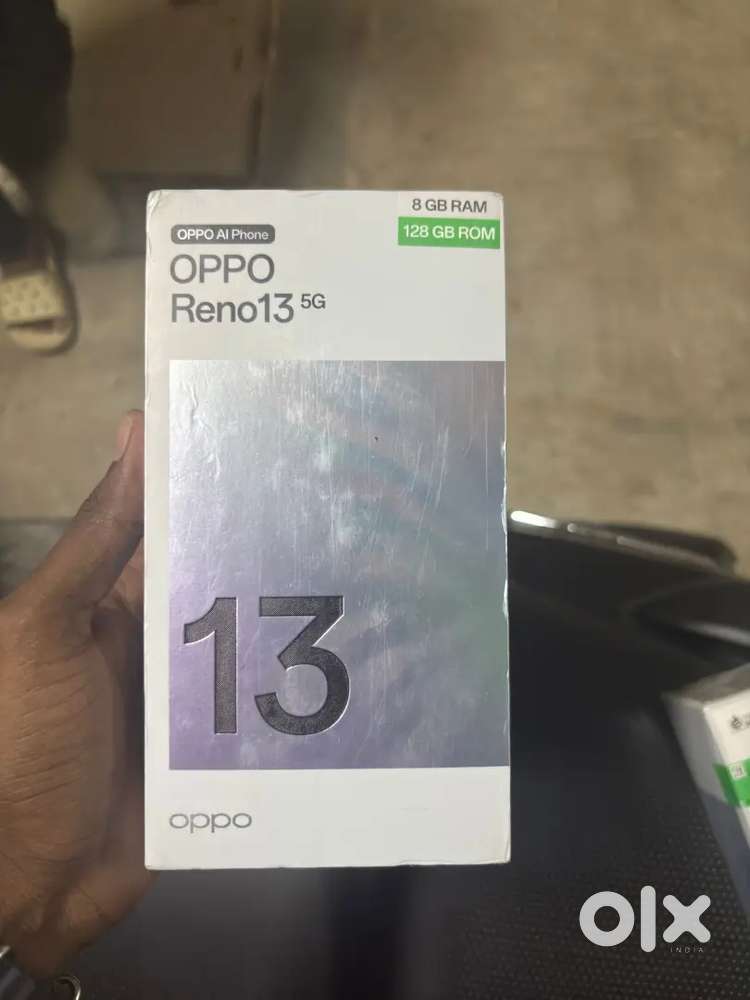 8 GB RAM
128 GB ROM
OPPO AI Phone
OPPO
Reno13 5G
13
oppo
olx
INDIA